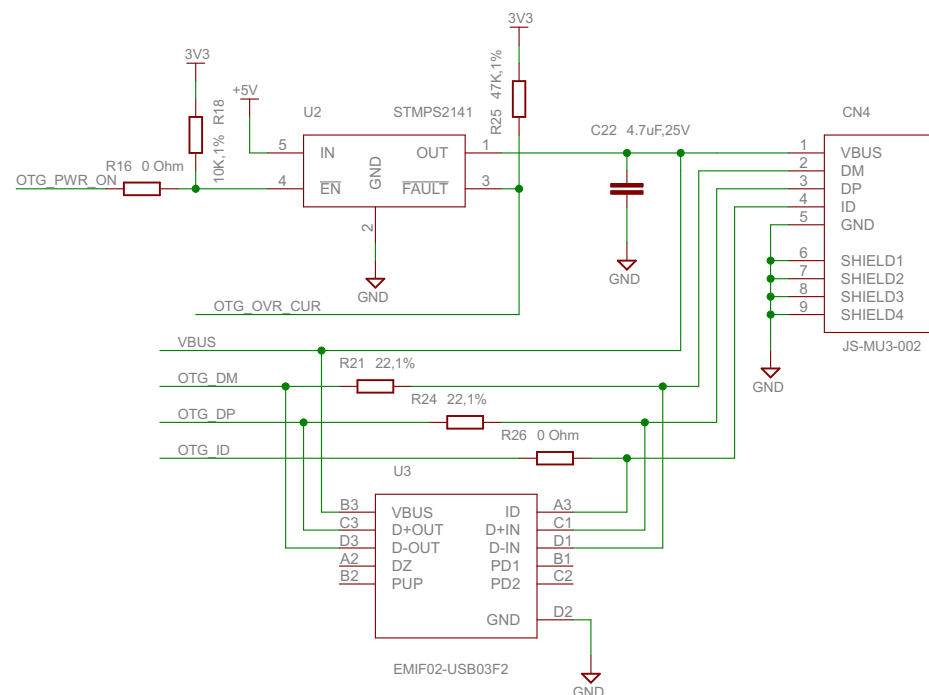 3V3
3V3
+5V
R18
10K,1%
R25 47K,1%
U2
STMPS2141
C22 4.7uF,25V
CN4
R16 0 Ohm
OTG_PWR_ON
5 IN
OUT 1
4 EN
FAULT 3
GND
2
GND
GND
1 VBUS
2 DM
3 DP
4 ID
5 GND
6 SHIELD1
7 SHIELD2
8 SHIELD3
9 SHIELD4
JS-MU3-002
GND
OTG_OVR_CUR
VBUS
OTG_DM
R21 22,1%
OTG_DP
R24 22,1%
OTG_ID
R26 0 Ohm
U3
B3 VBUS ID A3
C3 D+OUT D+IN C1
D3 D-OUT D-IN D1
A2 DZ PD1 B1
B2 PUP PD2 C2
GND D2
EMIF02-USB03F2
GND